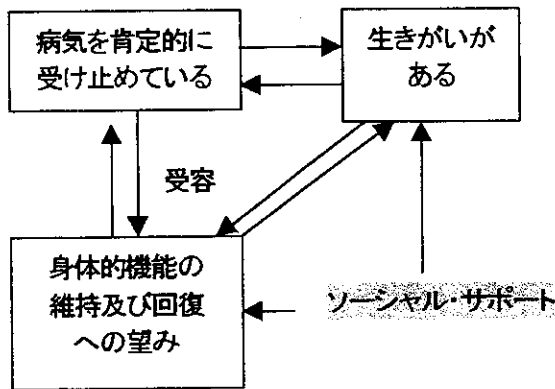 病気を肯定的に
受け止めている
生きがいが
ある
受容
身体的機能の
維持及び回復
への望み
ソーシャル・サポート